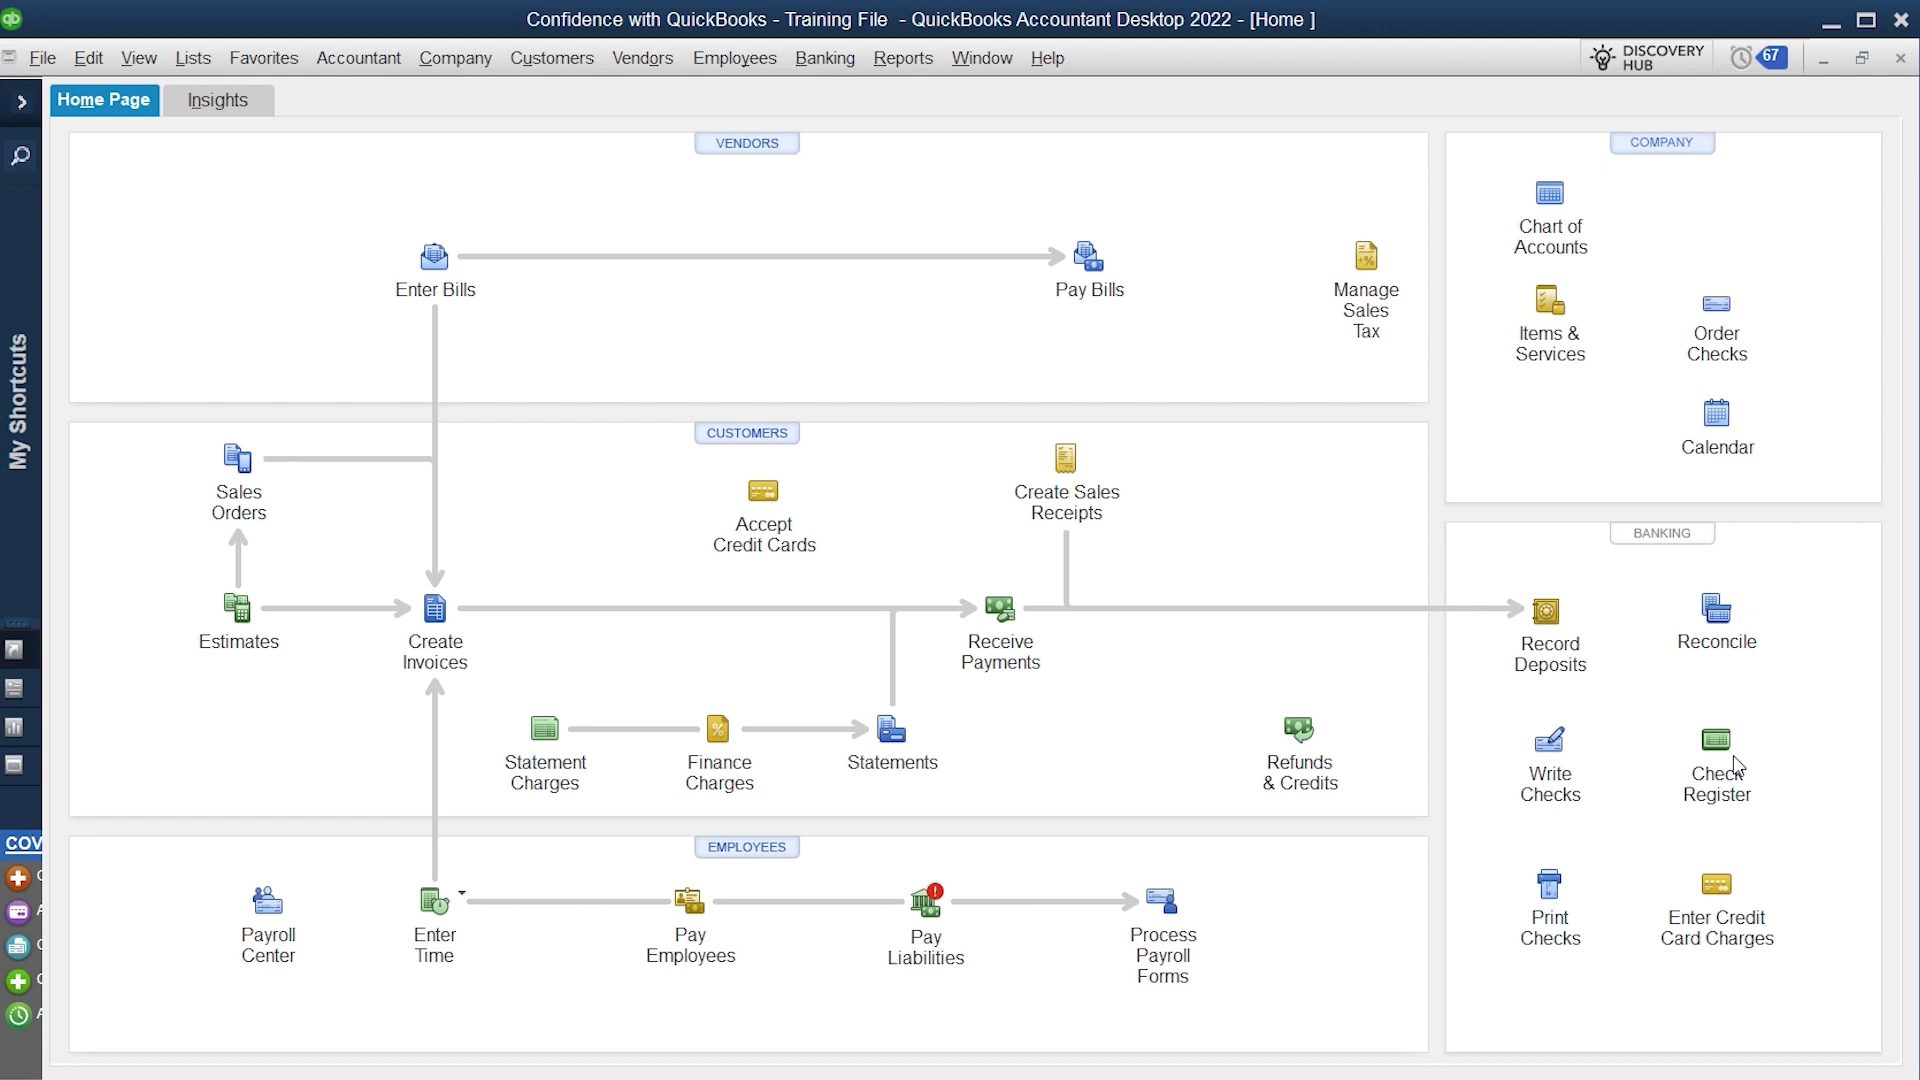 Confidence with QuickBooks - Training File - QuickBooks Accountant Desktop 2022 - [Home ]
File Edit View Lists Favorites Accountant Company Customers Vendors Employees Banking Reports Window Help
DISCOVERY
HUB
67
Home Page
Insights
My Shortcuts
COV
VENDORS
Enter Bills
Pay Bills
Manage
Sales
Tax
CUSTOMERS
Sales
Orders
Accept
Credit Cards
Create Sales
Receipts
Estimates
Create
Invoices
Receive
Payments
Statement
Charges
Finance
Charges
Statements
Refunds
& Credits
EMPLOYEES
Payroll
Center
Enter
Time
Pay
Employees
Pay
Liabilities
Process
Payroll
Forms
COMPANY
Chart of
Accounts
Items &
Services
Order
Checks
Calendar
BANKING
Record
Deposits
Reconcile
Write
Checks
Check
Register
Print
Checks
Enter Credit
Card Charges